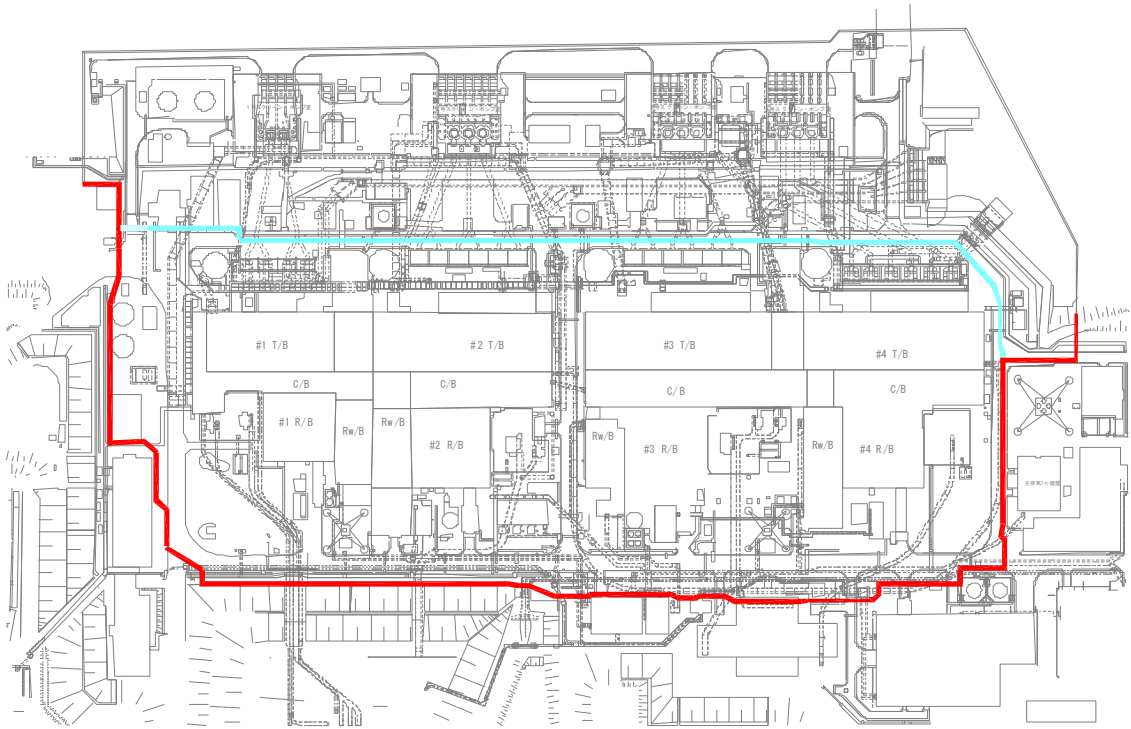 #1 T/B
#2 T/B
#3 T/B
#4 T/B
C/B
C/B
C/B
C/B
#1 R/B
Rw/B
Rw/B
#2 R/B
Rw/B
#3 R/B
Rw/B
#4 R/B